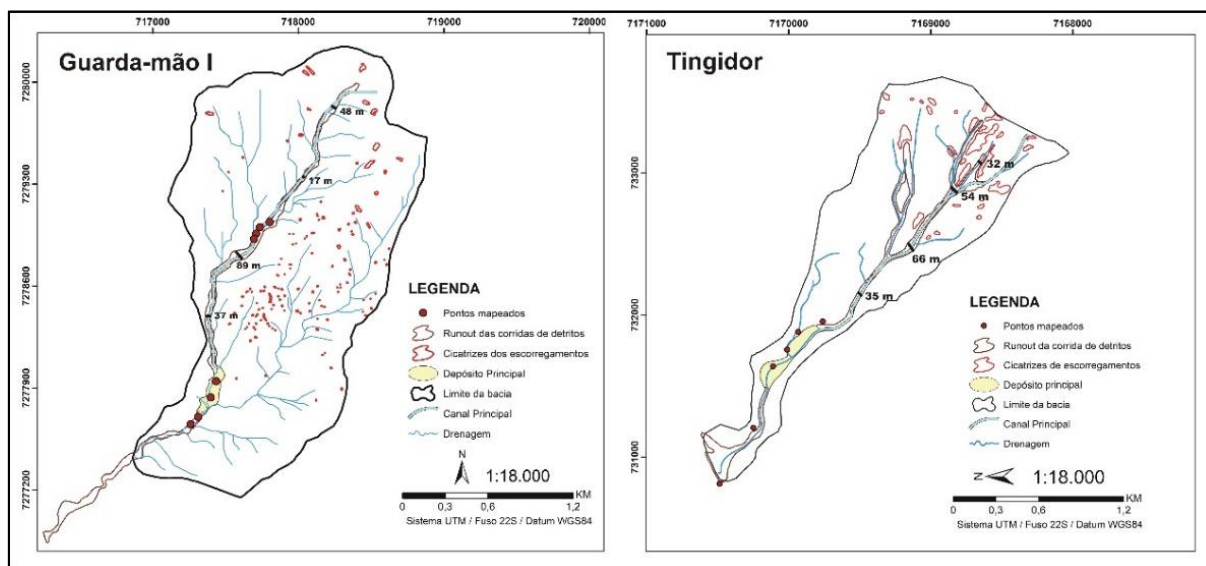 717000 718000 719000 720000
Guarda-mão I
7280000
7279300
7278600
7277900
7277200
48 m
17 m
89 m
37 m
LEGENDA
Pontos mapeados
Runout das corridas de detritos
Cicatrizes dos escorregamentos
Depósito Principal
Limite da bacia
Canal Principal
Drenagem
N
1:18.000
KM
0 0,3 0,6 1,2
Sistema UTM / Fuso 22S / Datum WGS84
7171000 7170000 7169000 7168000
Tingidor
733000
732000
731000
32 m
54 m
66 m
35 m
LEGENDA
Pontos mapeados
Runout da corrida de detritos
Cicatrizes de escorregamentos
Depósito principal
Limite da bacia
Canal Principal
Drenagem
N
1:18.000
KM
0 0,3 0,6 1,2
Sistema UTM / Fuso 22S / Datum WGS84